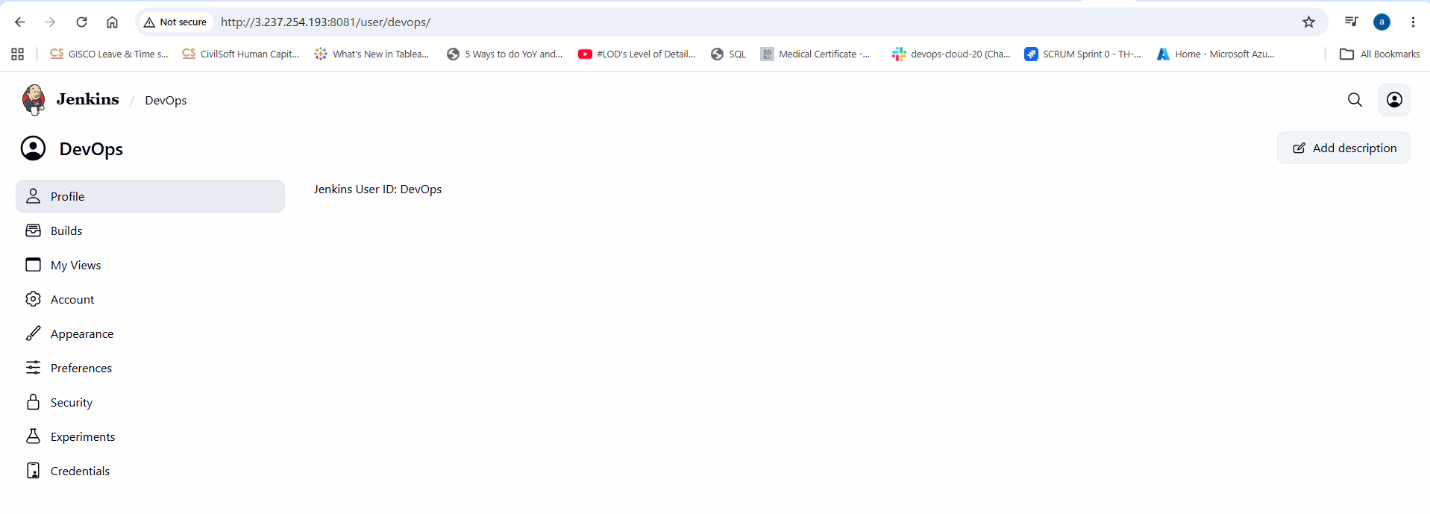 Not secure http://3.237.254.193:8081/user/devops/ a
GISCO Leave & Time s... CivilSoft Human Capit... What's New in Tablea... 5 Ways to do YoY and... #LOD's Level of Detail... SQL Medical Certificate -... devops-cloud-20 (Cha... SCRUM Sprint 0 - TH-... Home - Microsoft Azu... All Bookmarks
Jenkins / DevOps
DevOps Add description
Profile
Jenkins User ID: DevOps
Builds
My Views
Account
Appearance
Preferences
Security
Experiments
Credentials